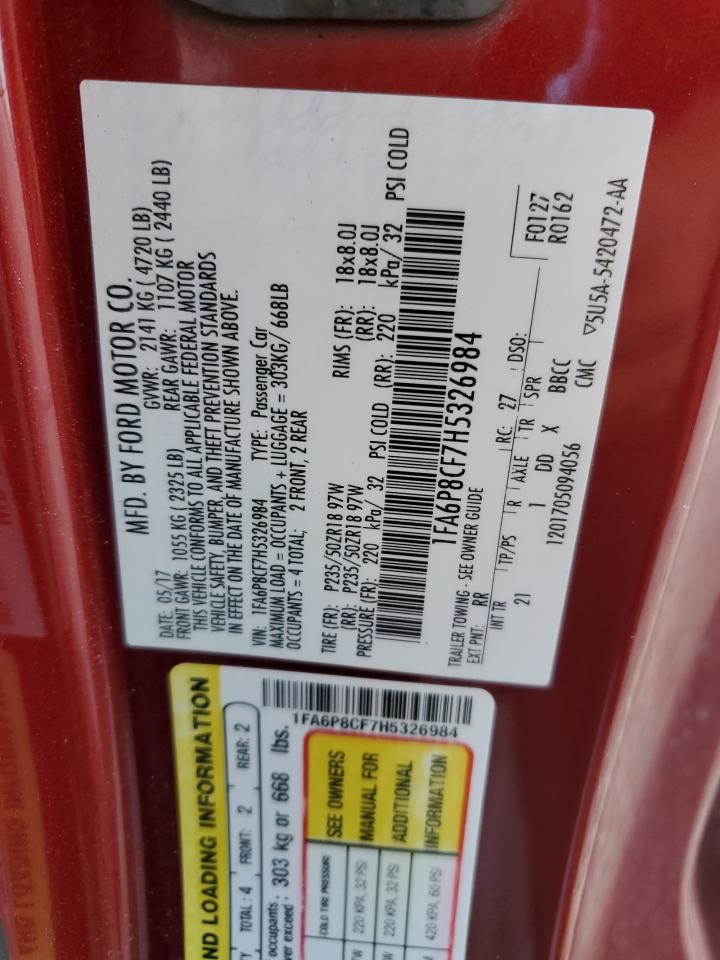 MFD. BY FORD MOTOR CO.
DATE: 05/17 GVWR: 2141 KG ( 4720 LB)
FRONT GAWR: 1055 KG ( 2325 LB) REAR GAWR: 1107 KG ( 2440 LB)
THIS VEHICLE CONFORMS TO ALL APPLICABLE FEDERAL MOTOR
VEHICLE SAFETY, BUMPER, AND THEFT PREVENTION STANDARDS
IN EFFECT ON THE DATE OF MANUFACTURE SHOWN ABOVE.
VIN: 1FA6P8CF7H5326984 TYPE: Passenger Car
MAXIMUM LOAD = OCCUPANTS + LUGGAGE = 303KG/ 668LB
OCCUPANTS = 4 TOTAL: 2 FRONT, 2 REAR
TIRE (FR): P235/50ZR18 97W RIMS (FR): 18x8.0J
(RR): P235/50ZR18 97W (RR): 18x8.0J
PRESSURE (FR): 220 kPa/ 32 PSI COLD (RR): 220 kPa/ 32 PSI COLD
1FA6P8CF7H5326984
TRAILER TOWING - SEE OWNER GUIDE
EXT PNT: RR RC: 27 DSO: F0127
R0162
INT TR TP/PS R AXLE TR SPR
21 1 DD X BBCC
1201705094056 CMC ▽5U5A-5420472-AA
1FA6P8CF7H5326984
ND LOADING INFORMATION
TY TOTAL: 4 FRONT: 2 REAR: 2
occupants
ver exceed: 303 kg or 668 lbs.
COLD TIRE PRESSURE SEE OWNERS
MANUAL FOR
ADDITIONAL
INFORMATION
220 KPA, 32 PSI
220 KPA, 32 PSI
420 KPA, 60 PSI